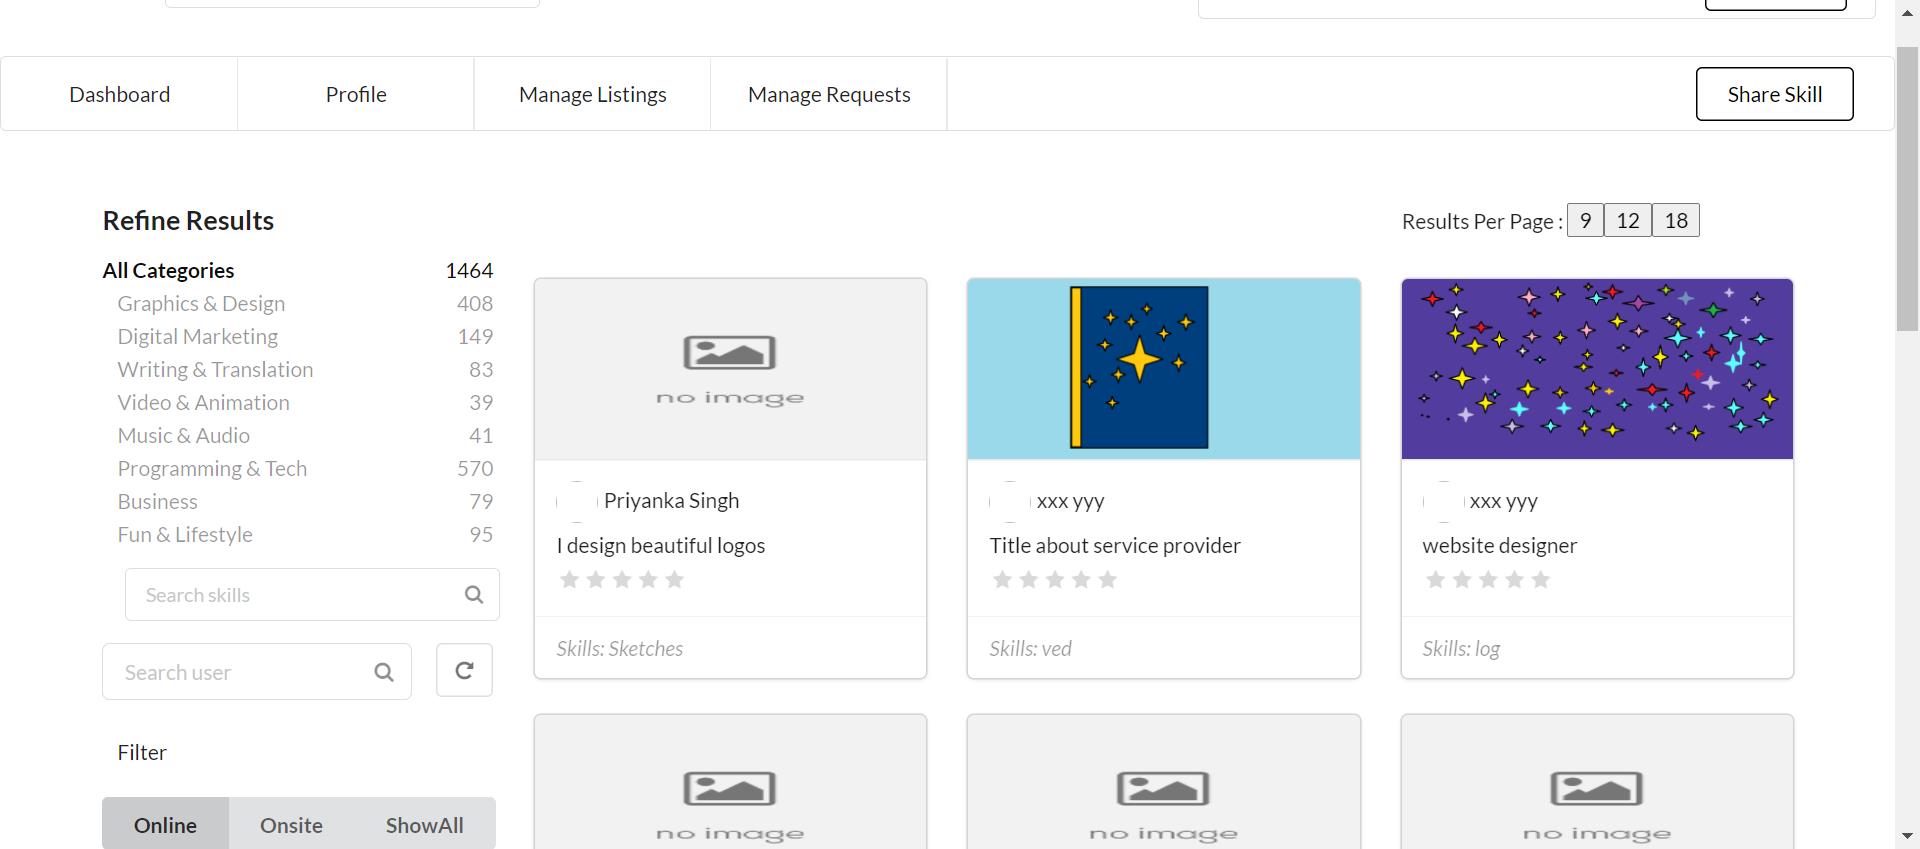 Dashboard
Profile
Manage Listings
Manage Requests
Share Skill
Refine Results
Results Per Page : 9 12 18
All Categories 1464
Graphics & Design 408
Digital Marketing 149
Writing & Translation 83
Video & Animation 39
Music & Audio 41
Programming & Tech 570
Business 79
Fun & Lifestyle 95
Search skills
Search user
Filter
Online
Onsite
ShowAll
no image
Priyanka Singh
I design beautiful logos
Skills: Sketches
xxx yyy
Title about service provider
Skills: ved
xxx yyy
website designer
Skills: log
no image
no image
no image